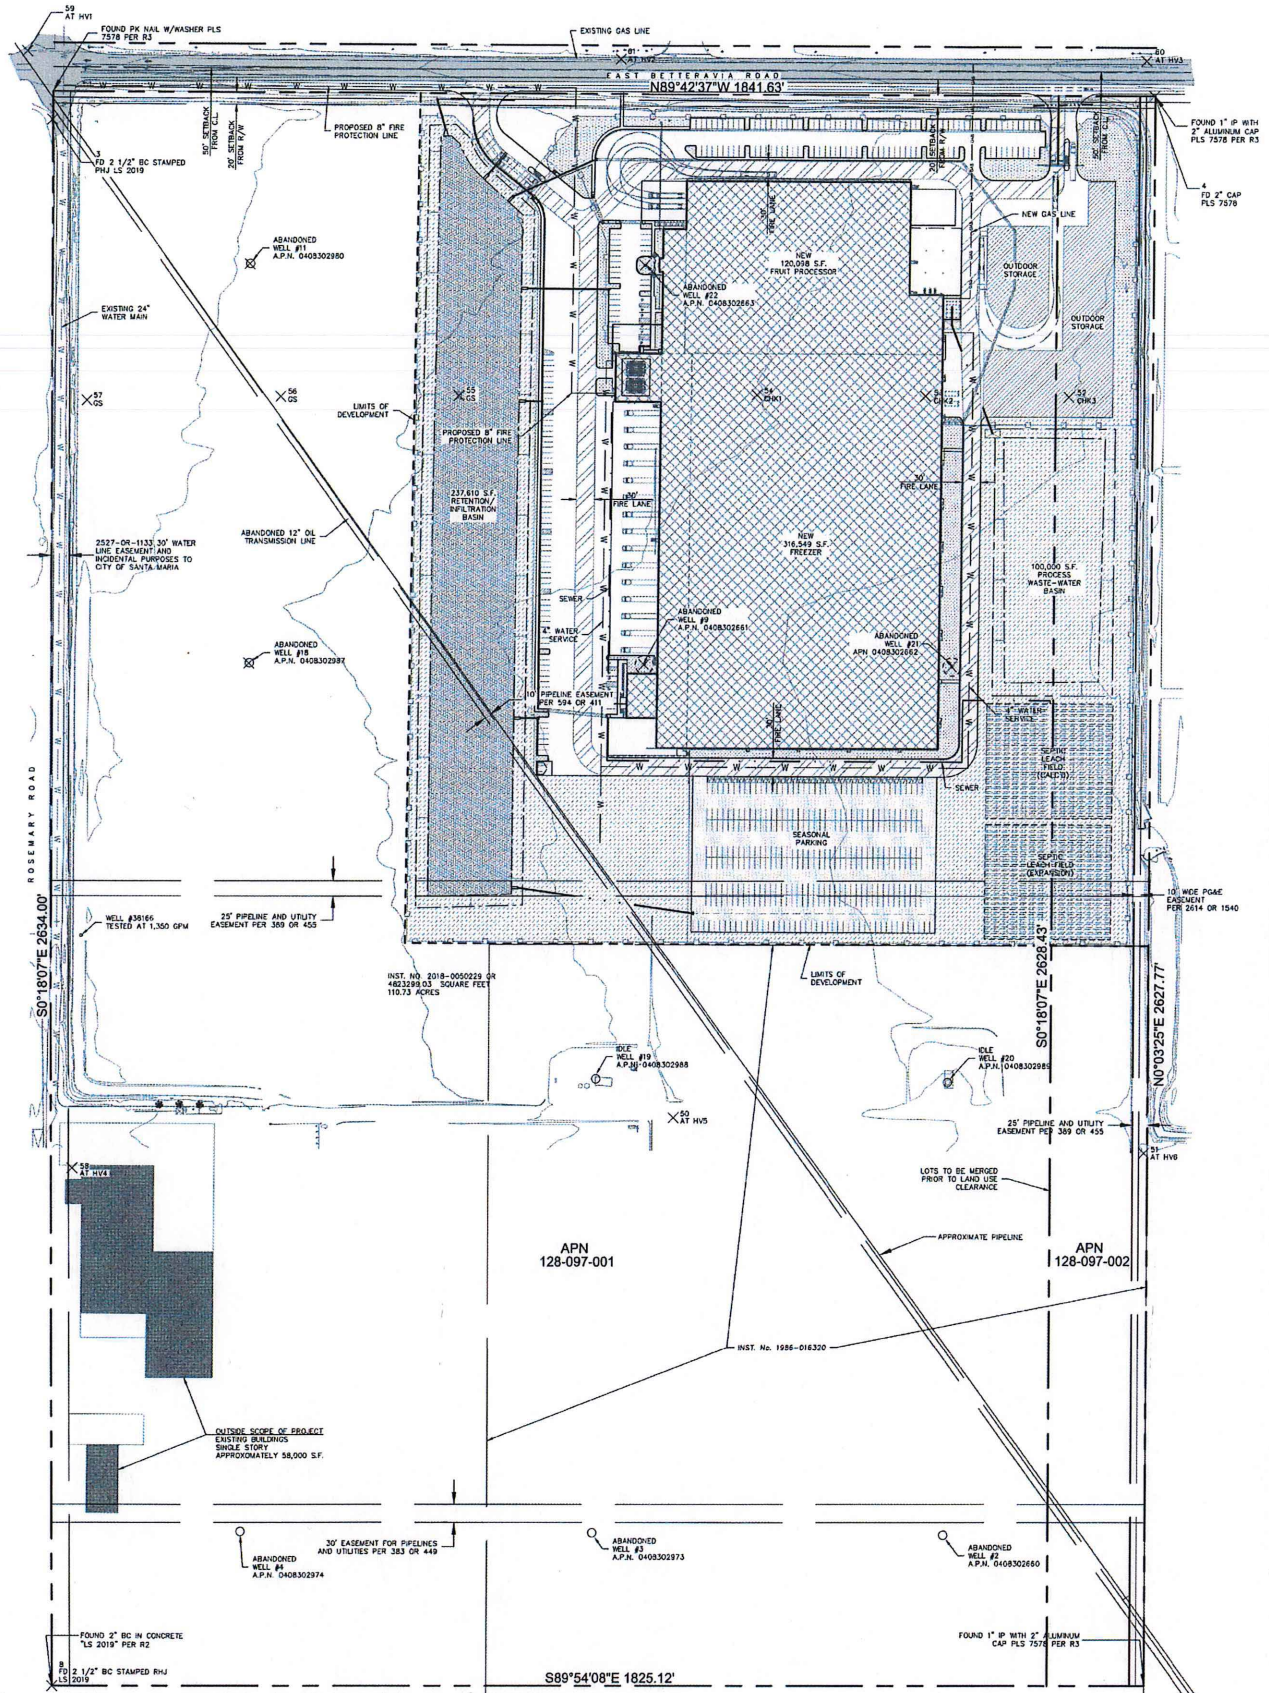 59
AT HV1
FOUND PK NAIL W/WASHER PLS
7578 PER R3
EXISTING GAS LINE
61
AT HV2
60
AT HV3
EAST BETTERAVIA ROAD
N89°42'37"W 1841.63'
50' SETBACK
FROM C.L.
20' SETBACK
FROM R/W
PROPOSED 8" FIRE
PROTECTION LINE
20' SETBACK
FROM R/W
50' SETBACK
FROM C.L.
FOUND 1" IP WITH
2" ALUMINUM CAP
PLS 7578 PER R3
3
FD 2 1/2" BC STAMPED
PHJ LS 2019
4
FD 2" CAP
PLS 7578
30'
FIRE LANE
NEW GAS LINE
ABANDONED
WELL #11
A.P.N. 0408302980
NEW
120,098 S.F.
FRUIT PROCESSOR
OUTDOOR
STORAGE
ABANDONED
WELL #22
A.P.N. 0408302663
EXISTING 24"
WATER MAIN
OUTDOOR
STORAGE
57
GS
56
GS
55
GS
54
CHK1
CHK2
52
CHK3
LIMITS OF
DEVELOPMENT
PROPOSED 8" FIRE
PROTECTION LINE
30'
FIRE LANE
30'
FIRE LANE
237,610 S.F.
RETENTION/
INFILTRATION
BASIN
ABANDONED 12" OIL
TRANSMISSION LINE
2527-OR-1133 30' WATER
LINE EASEMENT AND
INCIDENTAL PURPOSES TO
CITY OF SANTA MARIA
NEW
316,549 S.F.
FREEZER
100,000 S.F.
PROCESS
WASTE-WATER
BASIN
SEWER
4" WATER
SERVICE
ABANDONED
WELL #9
A.P.N. 0408302661
ABANDONED
WELL #21
APN 0408302662
ABANDONED
WELL #18
A.P.N. 0408302987
10' PIPELINE EASEMENT
PER 594 OR 411
30'
FIRE LANE
4" WATER
SERVICE
SEPTIC
LEACH
FIELD
(CALC'D)
SEWER
ROSEMARY ROAD
SEASONAL
PARKING
SEPTIC
LEACH FIELD
(EXPANSION)
S0°18'07"E 2634.00'
WELL #36166
TESTED AT 1,350 GPM
25' PIPELINE AND UTILITY
EASEMENT PER 389 OR 455
10' WIDE PG&E
EASEMENT
PER 2614 OR 1540
INST. NO. 2018-0050229 OR
4823299.03 SQUARE FEET
110.73 ACRES
LIMITS OF
DEVELOPMENT
S0°18'07"E 2628.43'
N0°03'25"E 2627.77'
IDLE
WELL #19
A.P.N. 0408302988
IDLE
WELL #20
A.P.N. 0408302989
50
AT HV5
25' PIPELINE AND UTILITY
EASEMENT PER 389 OR 455
51
AT HV6
58
AT HV4
LOTS TO BE MERGED
PRIOR TO LAND USE
CLEARANCE
APPROXIMATE PIPELINE
APN
128-097-001
APN
128-097-002
INST. No. 1986-016320
OUTSIDE SCOPE OF PROJECT
EXISTING BUILDINGS
SINGLE STORY
APPROXOMATELY 58,000 S.F.
30' EASEMENT FOR PIPELINES
AND UTILITIES PER 383 OR 449
ABANDONED
WELL #4
A.P.N. 0408302974
ABANDONED
WELL #3
A.P.N. 0408302973
ABANDONED
WELL #2
A.P.N. 0408302660
FOUND 2" BC IN CONCRETE
"LS 2019" PER R2
FOUND 1" IP WITH 2" ALUMINUM
CAP PLS 7578 PER R3
8
FD 2 1/2" BC STAMPED RHJ
LS 2019
S89°54'08"E 1825.12'